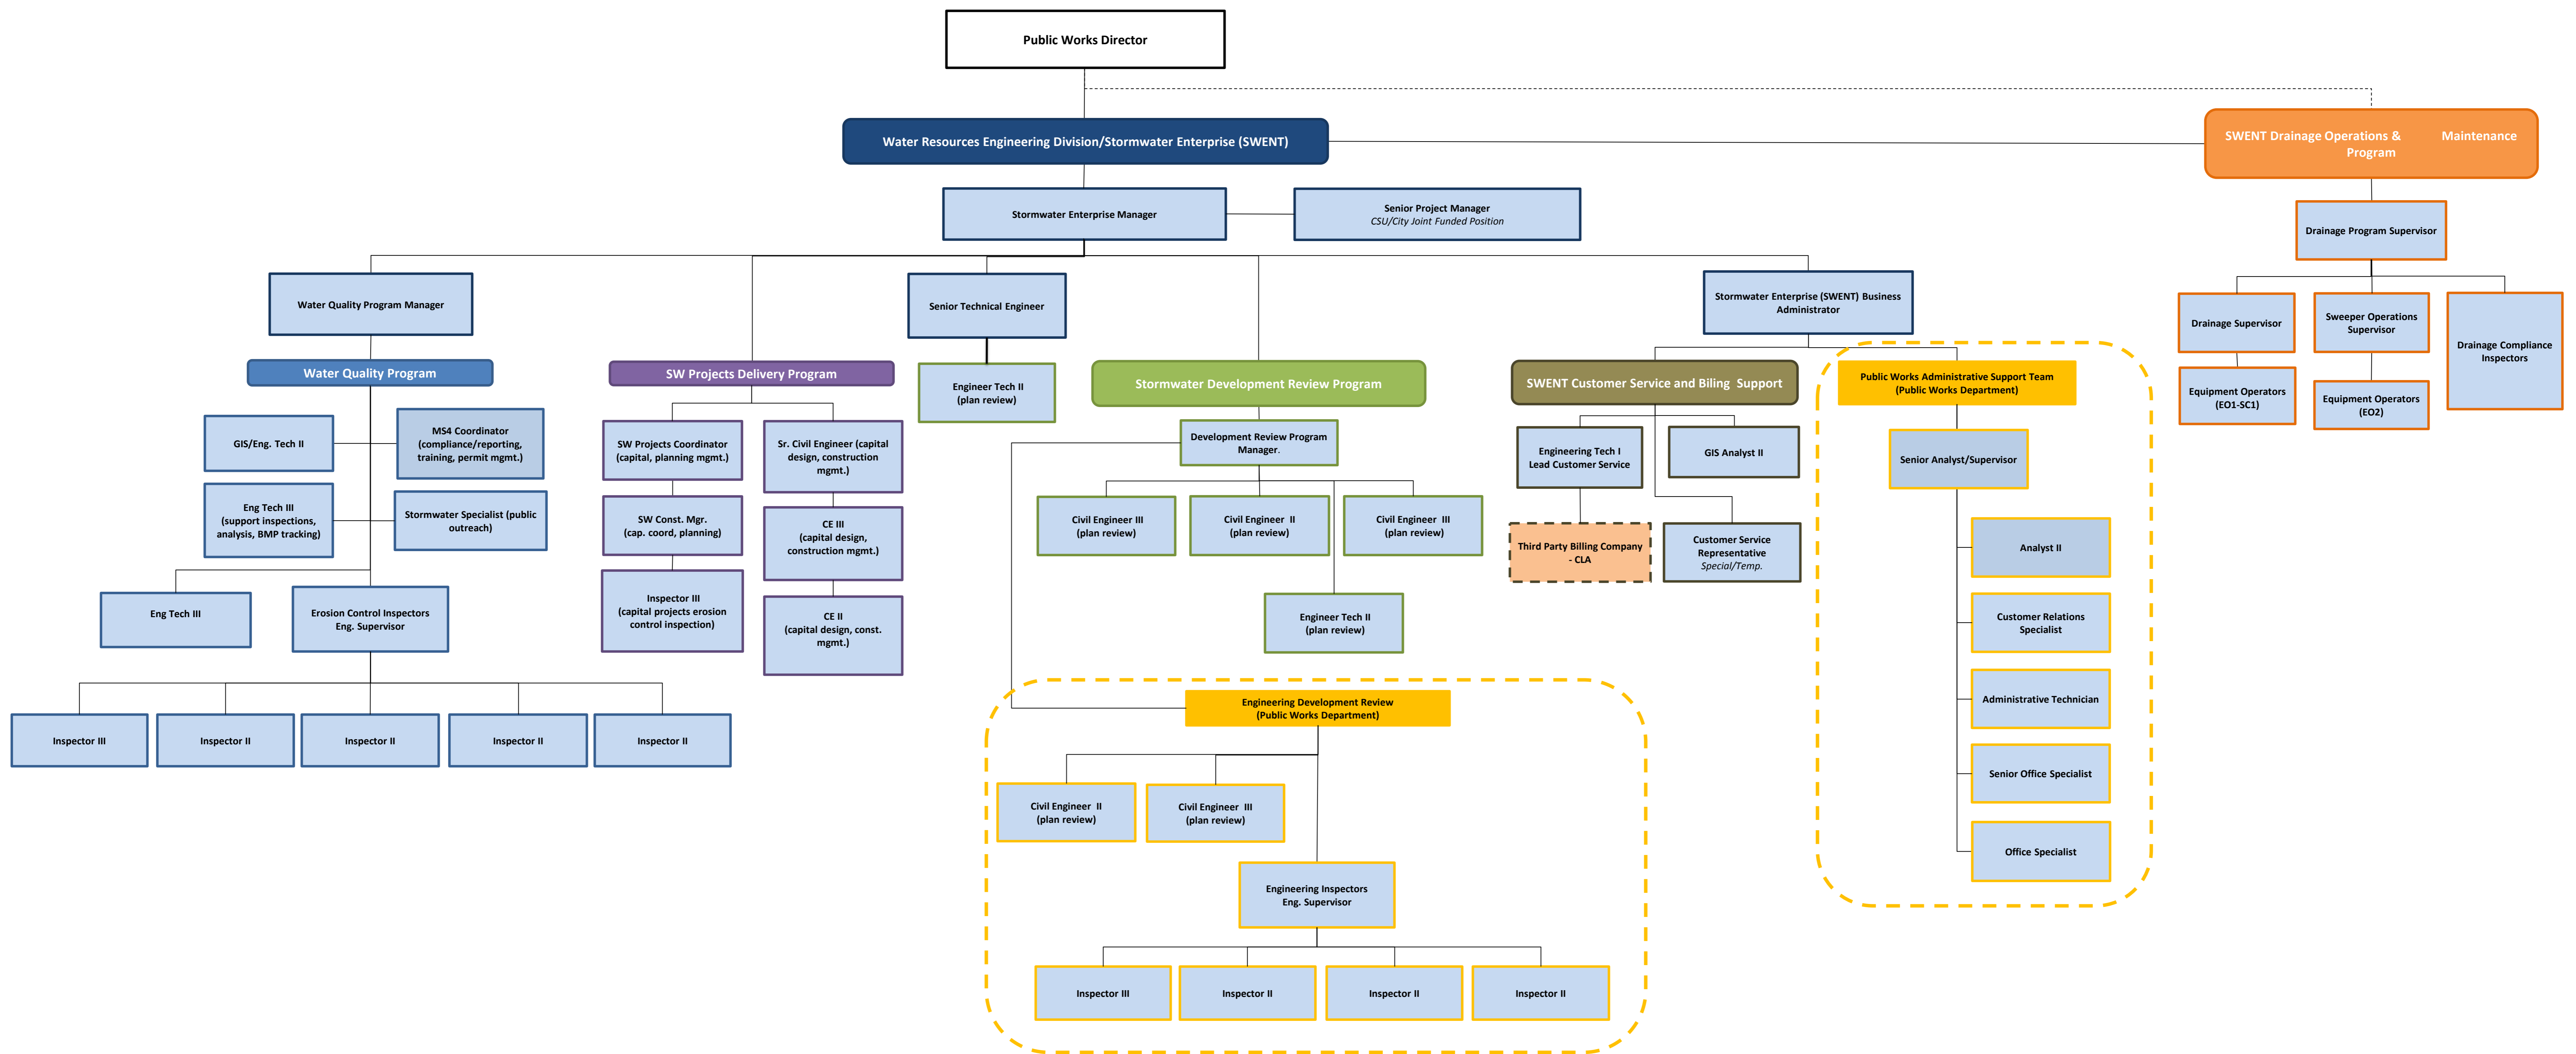 Public Works Director
Water Resources Engineering Division/Stormwater Enterprise (SWENT)
SWENT Drainage Operations & Maintenance
Program
Stormwater Enterprise Manager
Senior Project Manager
CSU/City Joint Funded Position
Drainage Program Supervisor
Water Quality Program Manager
Senior Technical Engineer
Stormwater Enterprise (SWENT) Business
Administrator
Drainage Supervisor
Sweeper Operations
Supervisor
Drainage Compliance
Inspectors
Equipment Operators
(EO1-SC1)
Equipment Operators
(EO2)
Water Quality Program
GIS/Eng. Tech II
MS4 Coordinator
(compliance/reporting,
training, permit mgmt.)
Eng Tech III
(support inspections,
analysis, BMP tracking)
Stormwater Specialist (public
outreach)
Eng Tech III
Erosion Control Inspectors
Eng. Supervisor
Inspector III
Inspector II
Inspector II
Inspector II
Inspector II
SW Projects Delivery Program
SW Projects Coordinator
(capital, planning mgmt.)
Sr. Civil Engineer (capital
design, construction
mgmt.)
SW Const. Mgr.
(cap. coord, planning)
CE III
(capital design,
construction mgmt.)
Inspector III
(capital projects erosion
control inspection)
CE II
(capital design, const.
mgmt.)
Engineer Tech II
(plan review)
Stormwater Development Review Program
Development Review Program
Manager.
Civil Engineer III
(plan review)
Civil Engineer II
(plan review)
Civil Engineer III
(plan review)
Engineer Tech II
(plan review)
Engineering Development Review
(Public Works Department)
Civil Engineer II
(plan review)
Civil Engineer III
(plan review)
Engineering Inspectors
Eng. Supervisor
Inspector III
Inspector II
Inspector II
Inspector II
SWENT Customer Service and Biling Support
Engineering Tech I
Lead Customer Service
GIS Analyst II
Third Party Billing Company
- CLA
Customer Service
Representative
Special/Temp.
Public Works Administrative Support Team
(Public Works Department)
Senior Analyst/Supervisor
Analyst II
Customer Relations
Specialist
Administrative Technician
Senior Office Specialist
Office Specialist